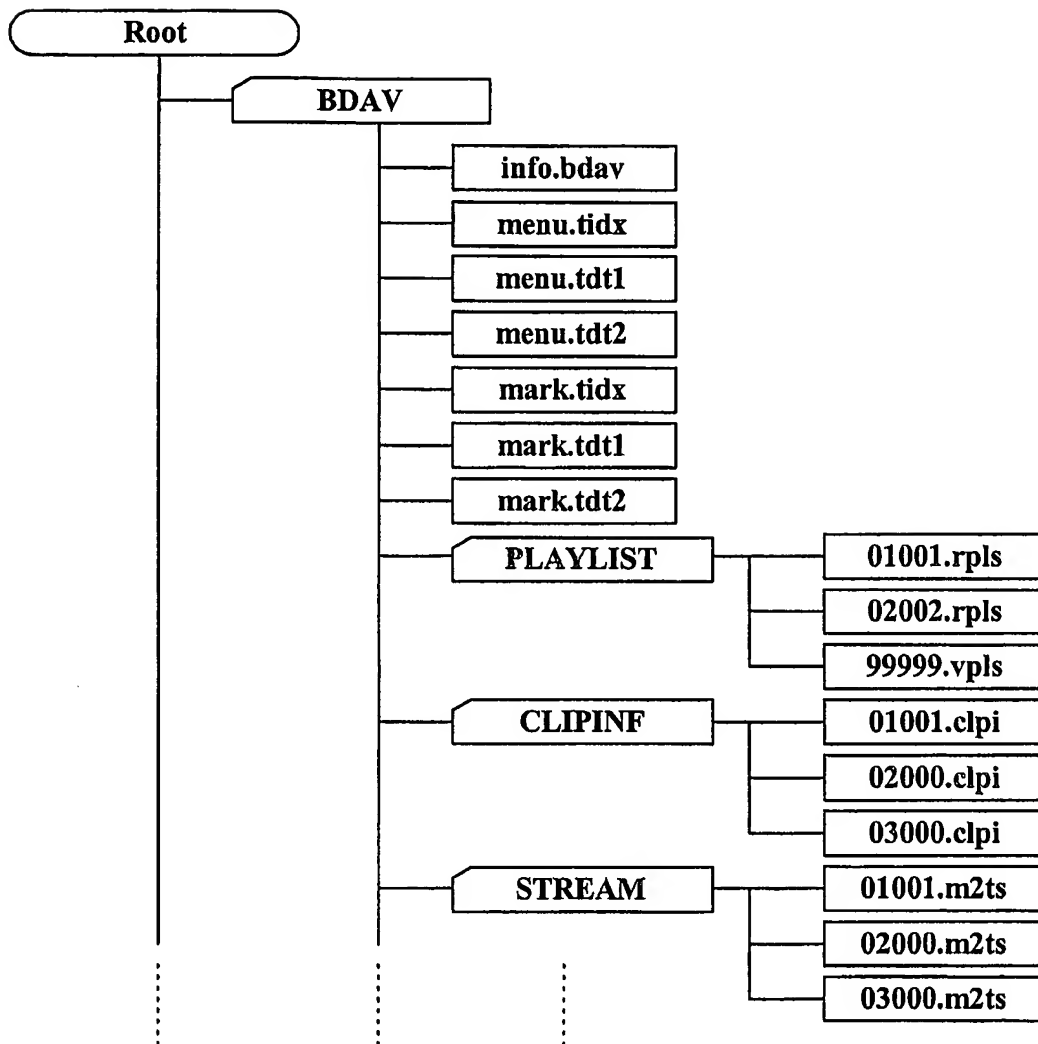 Root
BDAV
info.bdav
menu.tidx
menu.tdt1
menu.tdt2
mark.tidx
mark.tdt1
mark.tdt2
PLAYLIST
01001.rpls
02002.rpls
99999.vpls
CLIPINF
01001.clpi
02000.clpi
03000.clpi
STREAM
01001.m2ts
02000.m2ts
03000.m2ts